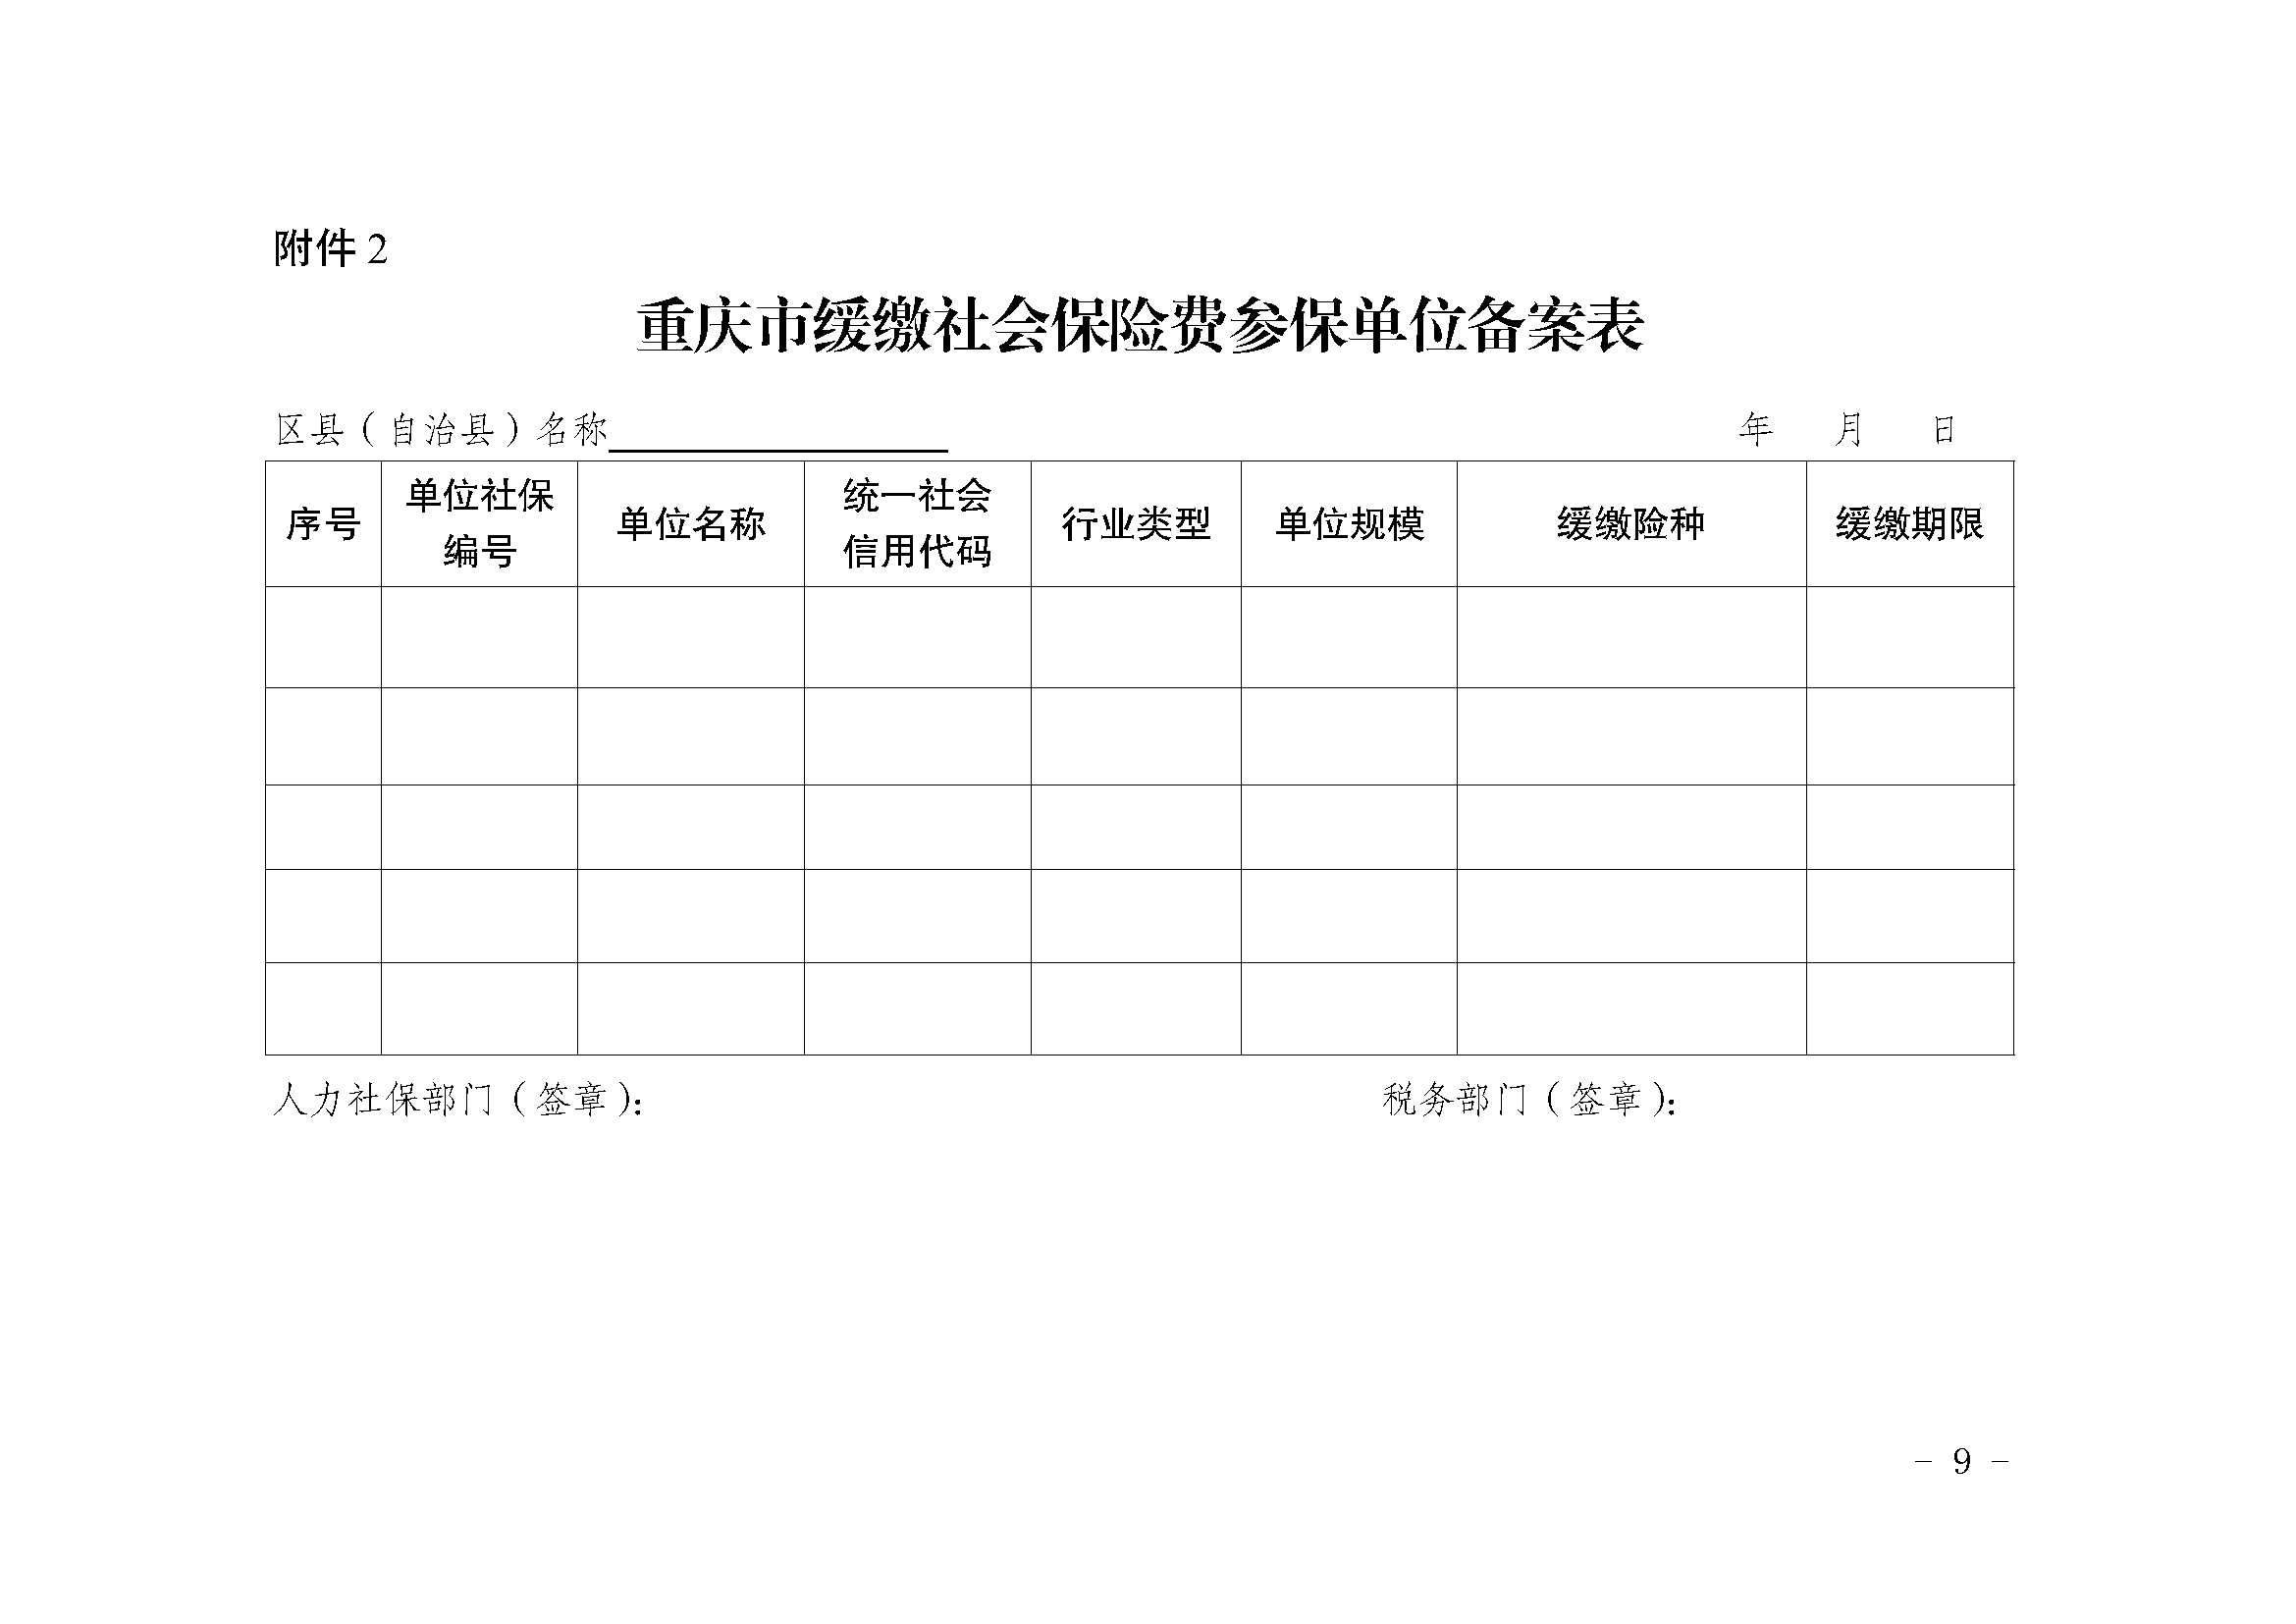 附件2
重庆市缓缴社会保险费参保单位备案表
区县（自治县）名称 年 月 日
序号 单位社保编号 单位名称 统一社会信用代码 行业类型 单位规模 缓缴险种 缓缴期限
人力社保部门（签章）： 税务部门（签章）：
－ 9 －